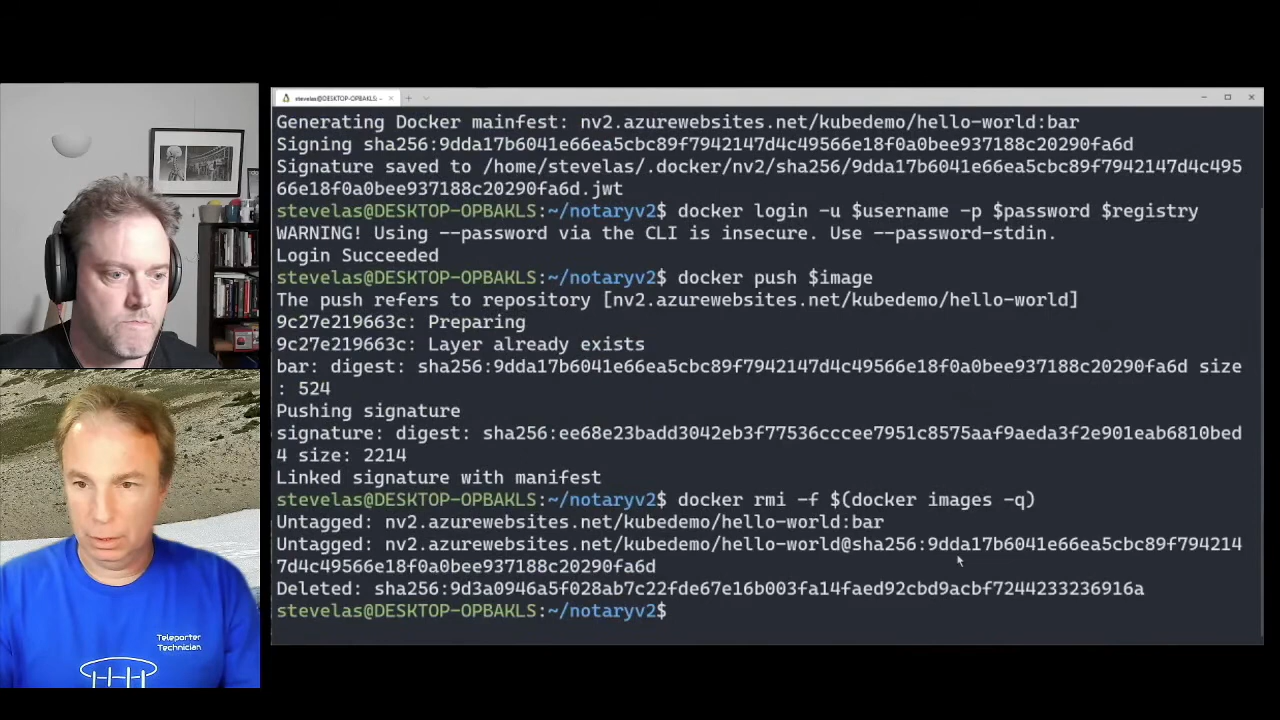 stevelas@DESKTOP-OPBAKLS: ~
Generating Docker mainfest: nv2.azurewebsites.net/kubedemo/hello-world:bar
Signing sha256:9dda17b6041e66ea5cbc89f7942147d4c49566e18f0a0bee937188c20290fa6d
Signature saved to /home/stevelas/.docker/nv2/sha256/9dda17b6041e66ea5cbc89f7942147d4c495
66e18f0a0bee937188c20290fa6d.jwt
stevelas@DESKTOP-OPBAKLS:~/notaryv2$ docker login -u $username -p $password $registry
WARNING! Using --password via the CLI is insecure. Use --password-stdin.
Login Succeeded
stevelas@DESKTOP-OPBAKLS:~/notaryv2$ docker push $image
The push refers to repository [nv2.azurewebsites.net/kubedemo/hello-world]
9c27e219663c: Preparing
9c27e219663c: Layer already exists
bar: digest: sha256:9dda17b6041e66ea5cbc89f7942147d4c49566e18f0a0bee937188c20290fa6d size
: 524
Pushing signature
signature: digest: sha256:ee68e23badd3042eb3f77536cccee7951c8575aaf9aeda3f2e901eab6810bed
4 size: 2214
Linked signature with manifest
stevelas@DESKTOP-OPBAKLS:~/notaryv2$ docker rmi -f $(docker images -q)
Untagged: nv2.azurewebsites.net/kubedemo/hello-world:bar
Untagged: nv2.azurewebsites.net/kubedemo/hello-world@sha256:9dda17b6041e66ea5cbc89f794214
7d4c49566e18f0a0bee937188c20290fa6d
Deleted: sha256:9d3a0946a5f028ab7c22fde67e16b003fa14faed92cbd9acbf7244233236916a
stevelas@DESKTOP-OPBAKLS:~/notaryv2$
Teleporter
Technician